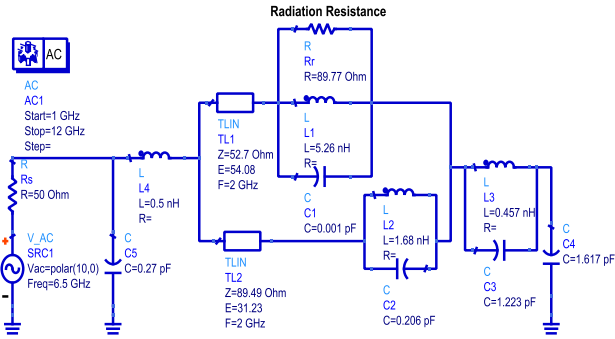 Radiation Resistance
AC
AC
AC1
Start=1 GHz
Stop=12 GHz
Step=
R
Rr
R=89.77 Ohm
L
L1
L=5.26 nH
R=
C
C1
C=0.001 pF
TLIN
TL1
Z=52.7 Ohm
E=54.08
F=2 GHz
R
Rs
R=50 Ohm
L
L4
L=0.5 nH
R=
V_AC
SRC1
Vac=polar(10,0)
Freq=6.5 GHz
C
C5
C=0.27 pF
TLIN
TL2
Z=89.49 Ohm
E=31.23
F=2 GHz
L
L2
L=1.68 nH
R=
C
C2
C=0.206 pF
L
L3
L=0.457 nH
R=
C
C3
C=1.223 pF
C
C4
C=1.617 pF